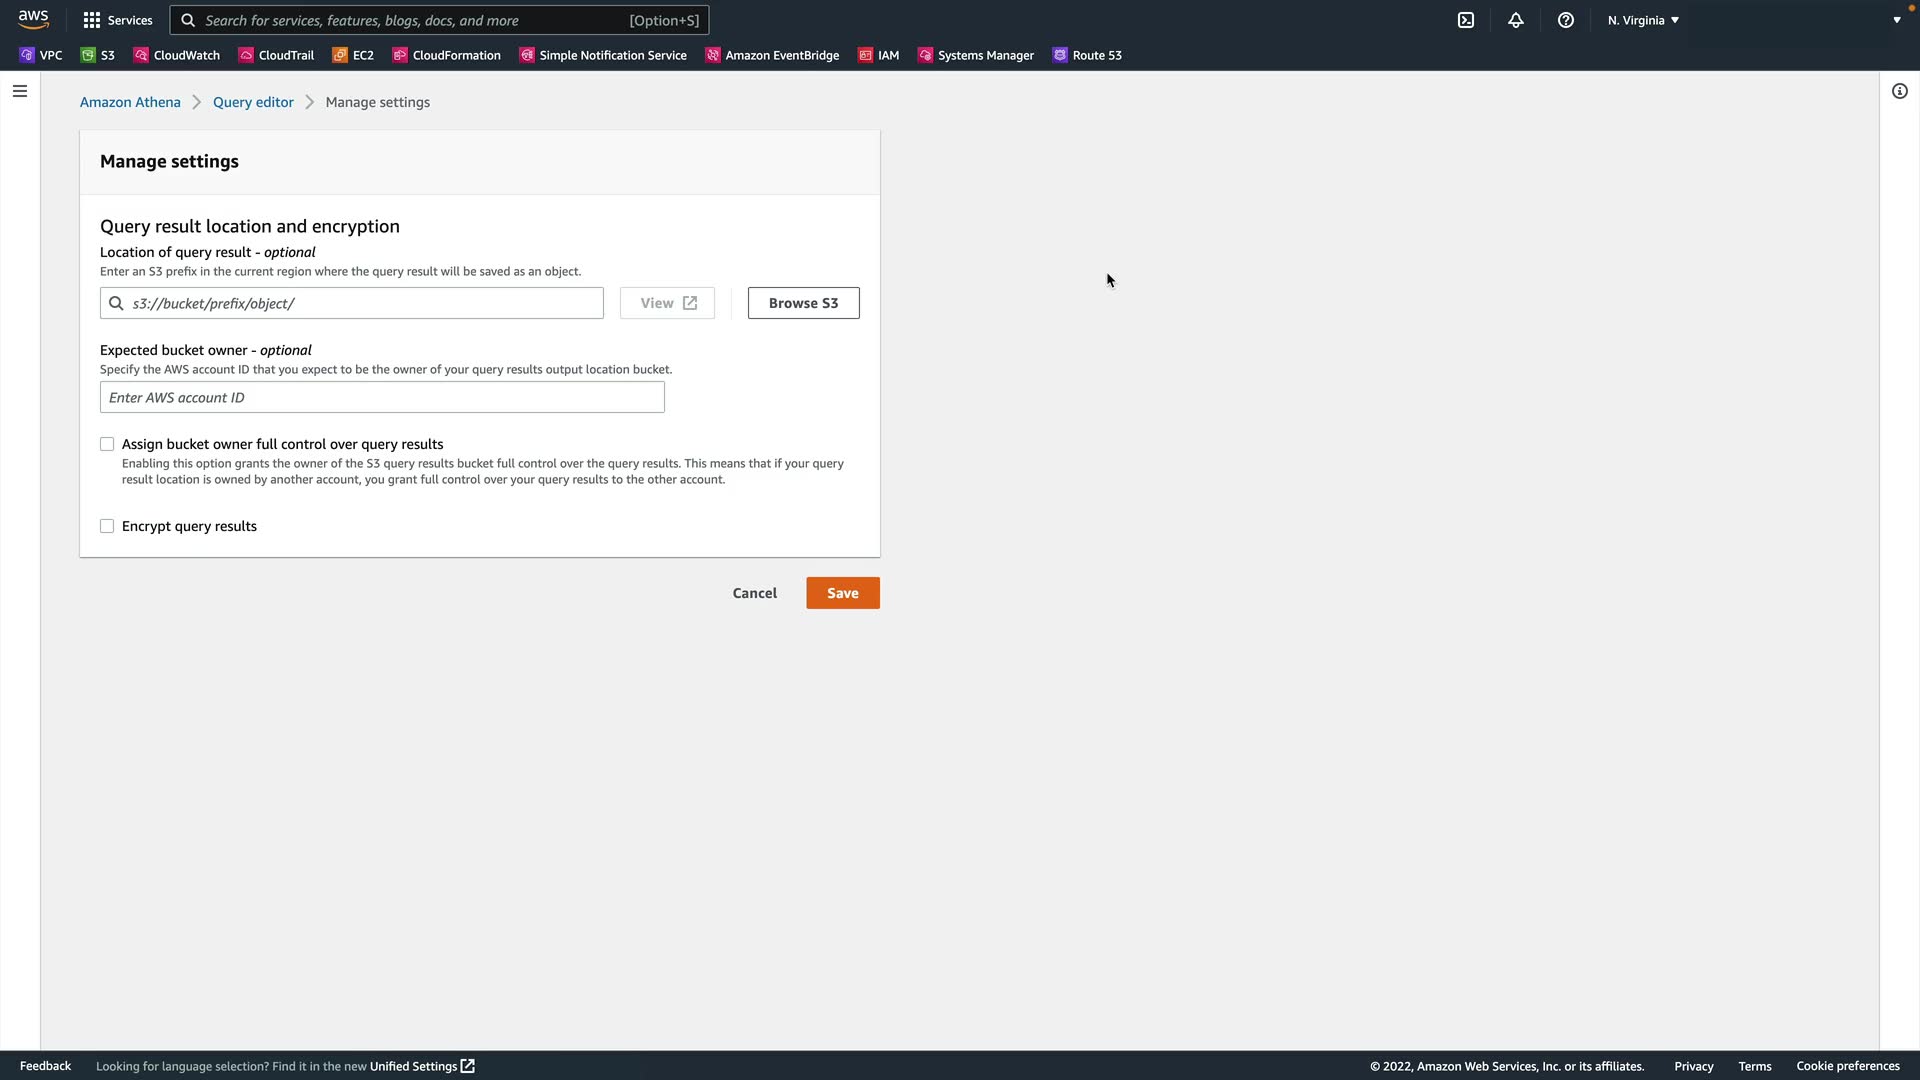 aws
Services
Search for services, features, blogs, docs, and more
[Option+S]
N. Virginia
VPC
S3
CloudWatch
CloudTrail
EC2
CloudFormation
Simple Notification Service
Amazon EventBridge
IAM
Systems Manager
Route 53
Amazon Athena
Query editor
Manage settings
Manage settings
Query result location and encryption
Location of query result - optional
Enter an S3 prefix in the current region where the query result will be saved as an object.
s3://bucket/prefix/object/
View
Browse S3
Expected bucket owner - optional
Specify the AWS account ID that you expect to be the owner of your query results output location bucket.
Enter AWS account ID
Assign bucket owner full control over query results
Enabling this option grants the owner of the S3 query results bucket full control over the query results. This means that if your query
result location is owned by another account, you grant full control over your query results to the other account.
Encrypt query results
Cancel
Save
Feedback
Looking for language selection? Find it in the new Unified Settings
© 2022, Amazon Web Services, Inc. or its affiliates.
Privacy
Terms
Cookie preferences